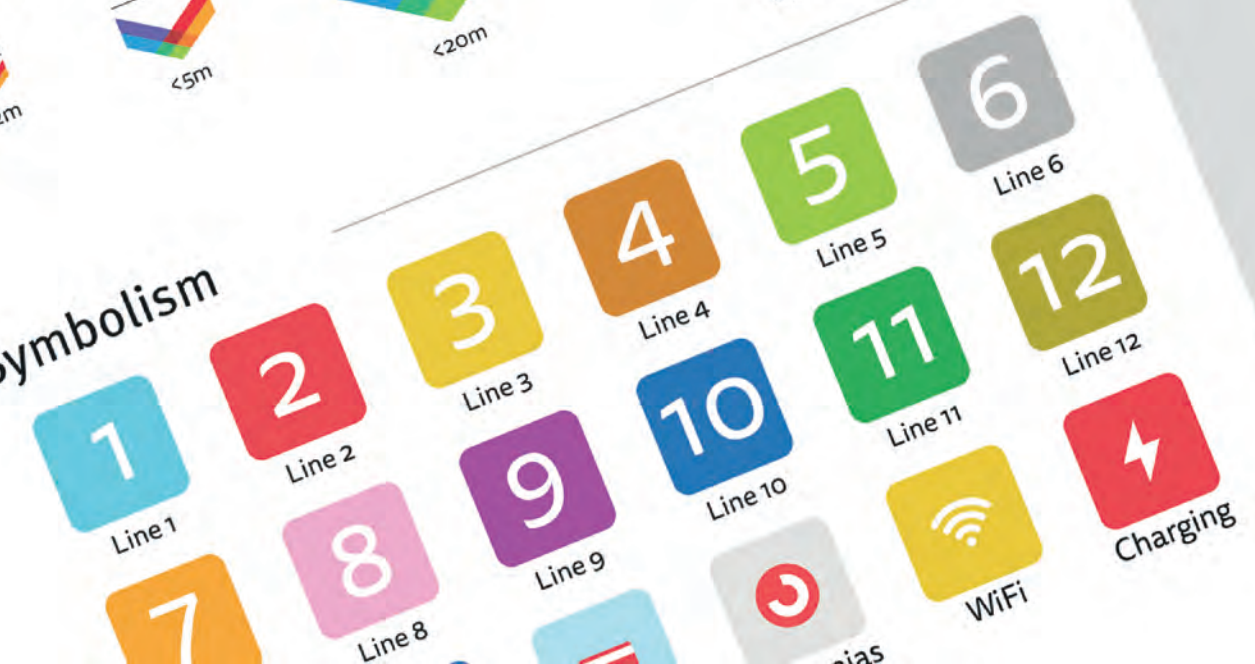 <5m
<20m
Symbolism
1
2
3
4
5
6
Line 1
Line 2
Line 3
Line 4
Line 5
Line 6
7
8
9
10
11
12
Line 8
Line 9
Line 10
Line 11
Line 12
WiFi
Charging